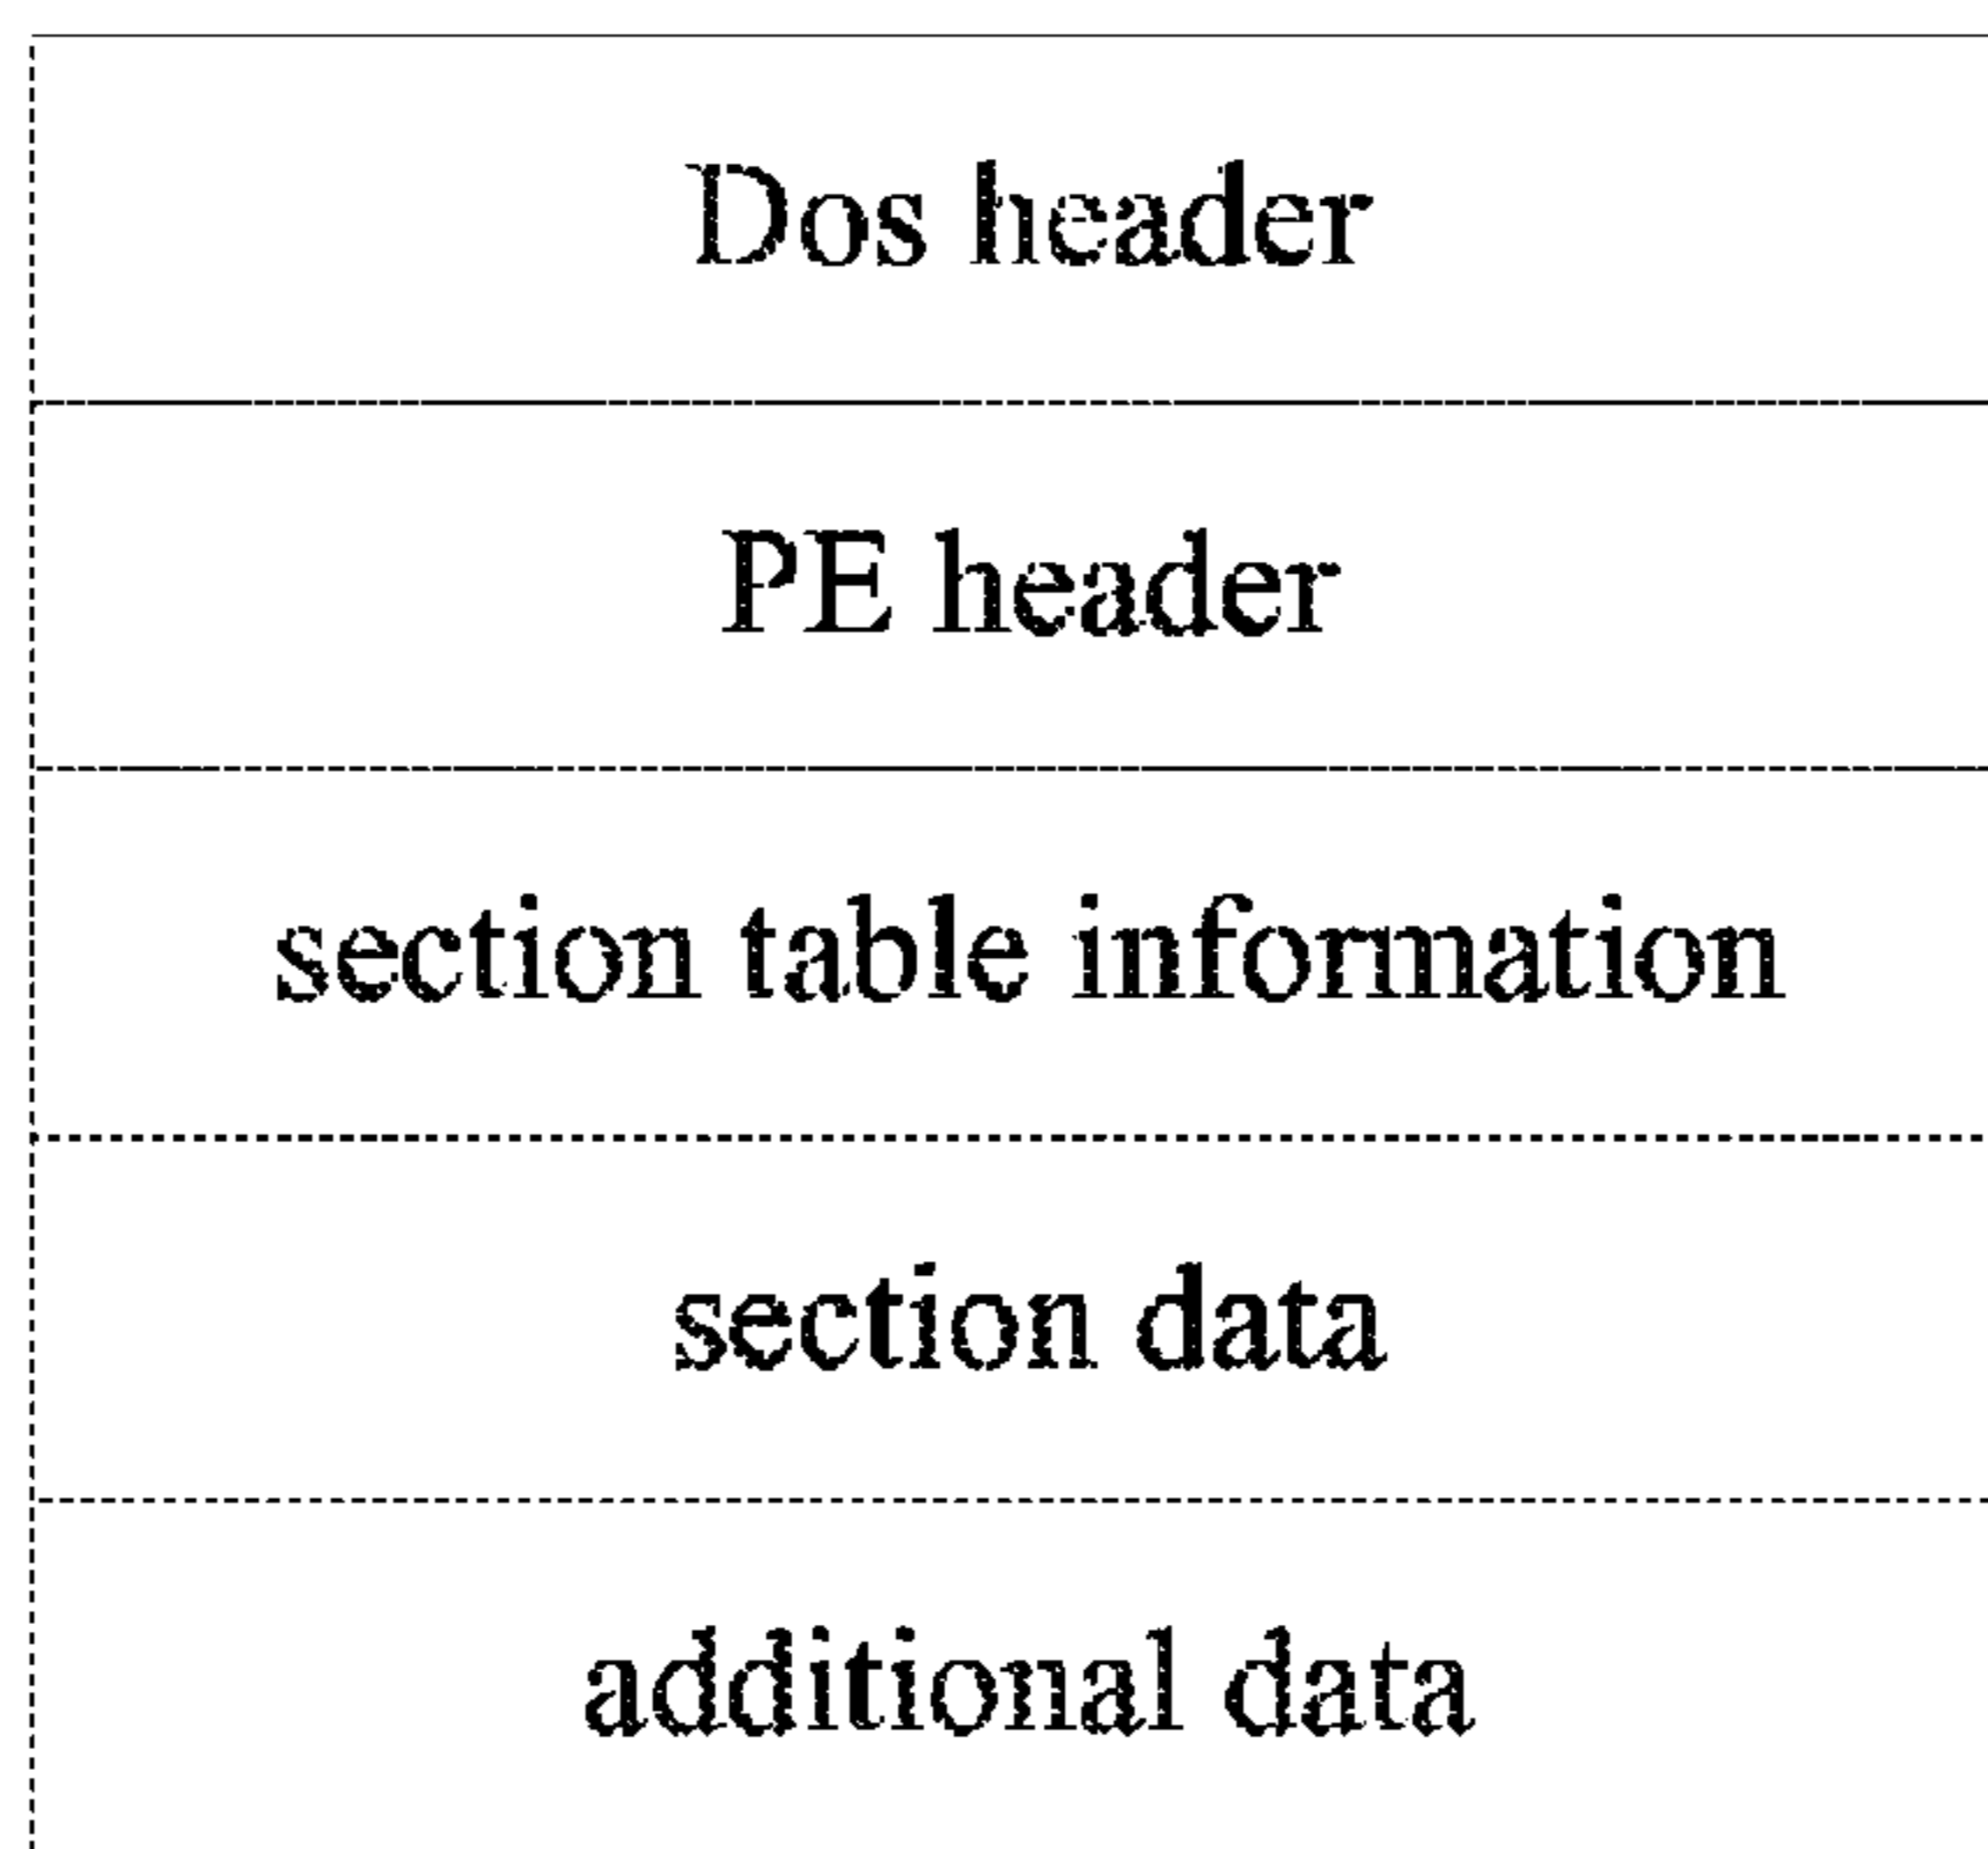 Dos header
PE header
section table information
section data
additional data